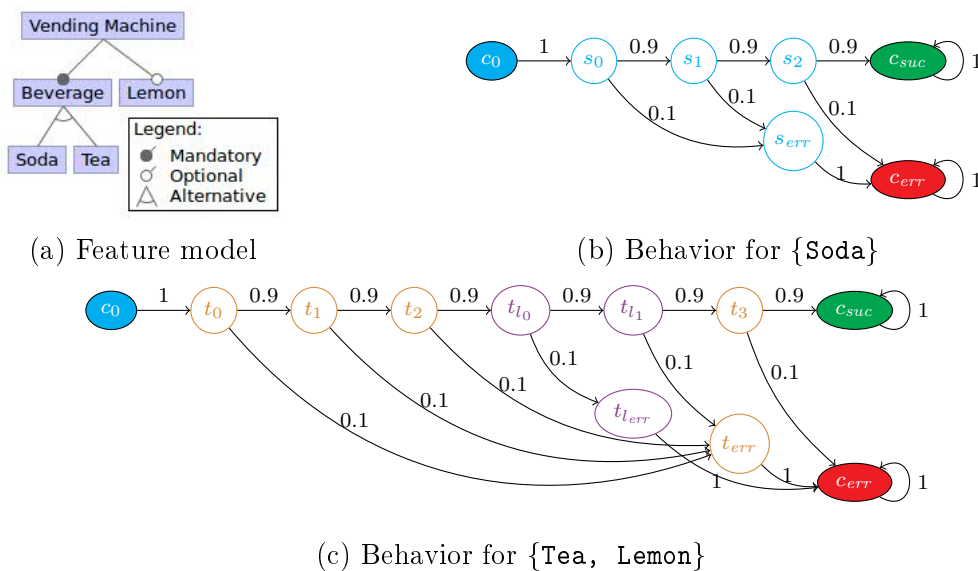 Vending Machine
Beverage Lemon
Soda Tea
Legend:
Mandatory
Optional
Alternative
(a) Feature model
c0 1 s0 0.9 s1 0.9 s2 0.9 csuc 1
0.1 0.1 0.1
serr
1 cerr 1
(b) Behavior for {Soda}
c0 1 t0 0.9 t1 0.9 t2 0.9 tl0 0.9 tl1 0.9 t3 0.9 csuc 1
0.1 0.1 0.1 0.1 0.1 0.1
tlerr
terr
1 1 cerr 1
(c) Behavior for {Tea, Lemon}